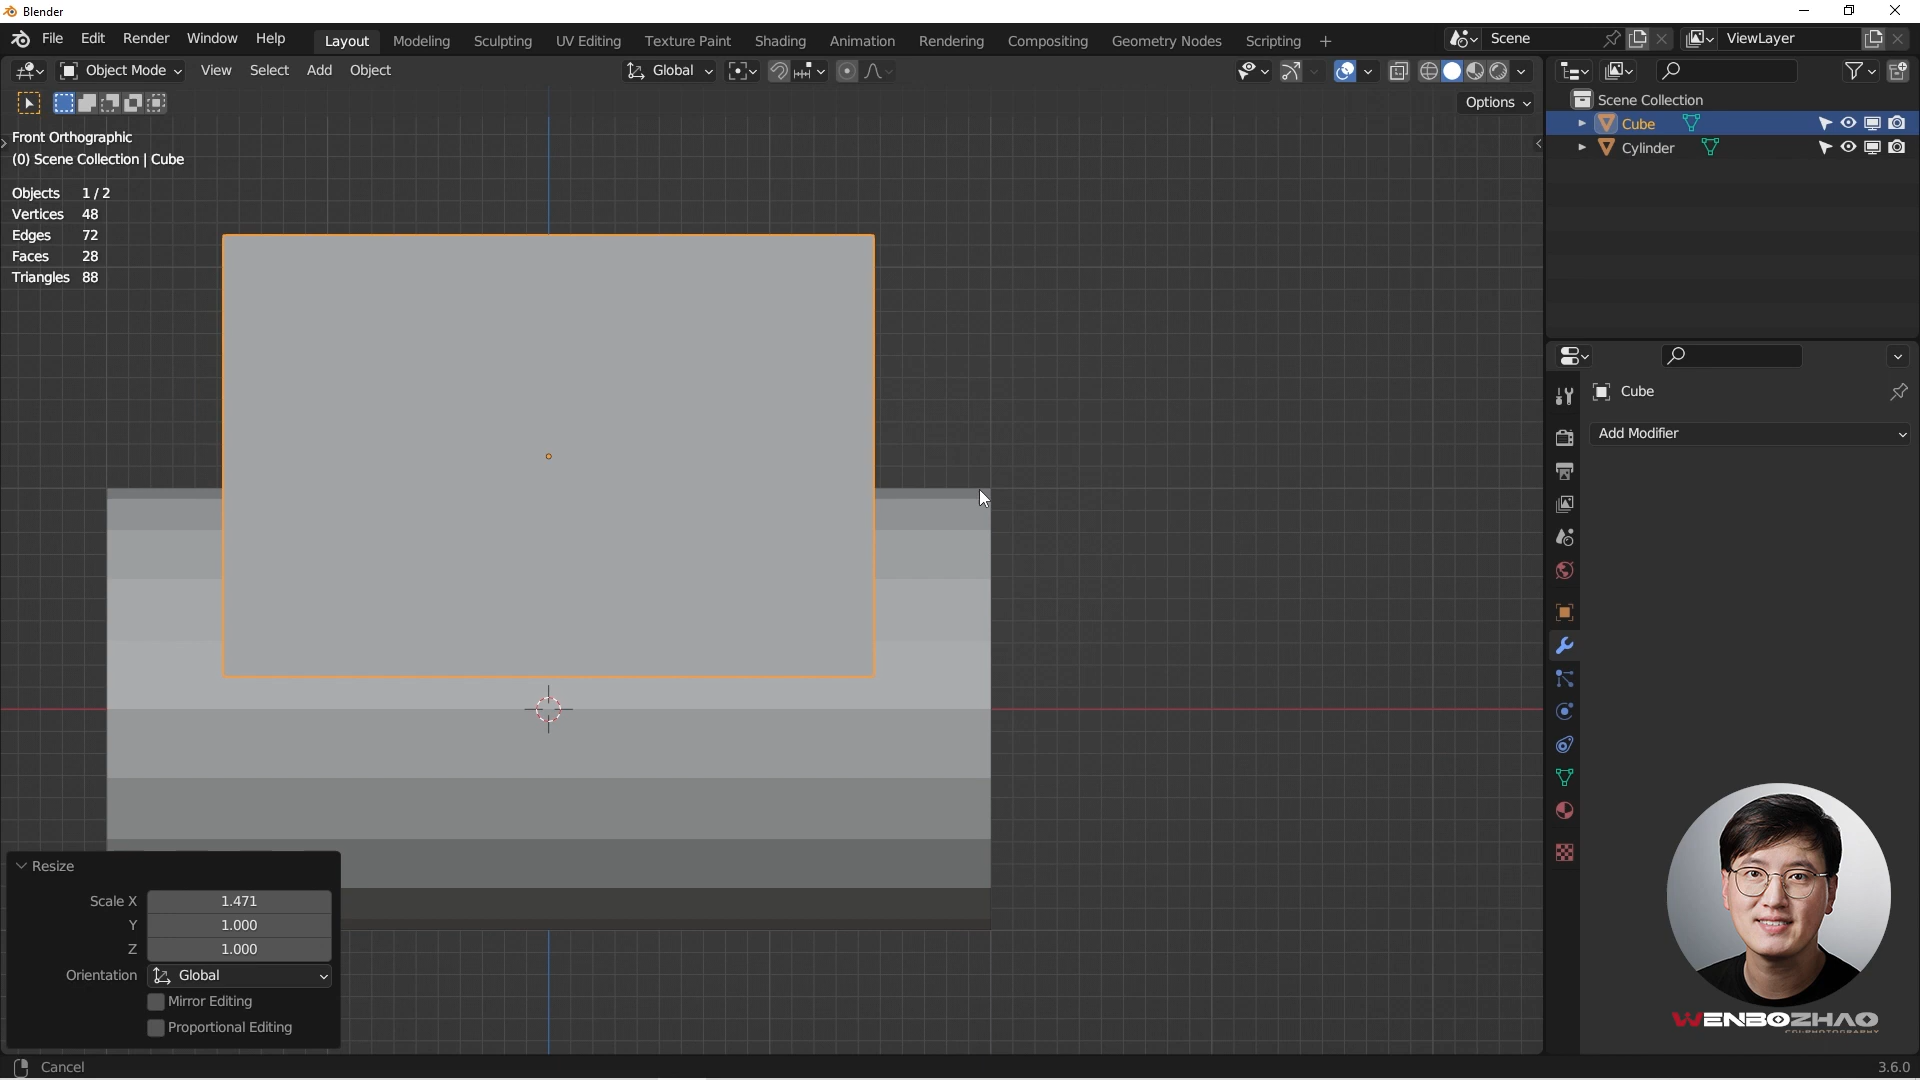 Blender
File Edit Render Window Help Layout Modeling Sculpting UV Editing Texture Paint Shading Animation Rendering Compositing Geometry Nodes Scripting + Scene ViewLayer
Object Mode View Select Add Object Global
Options
Scene Collection
Cube
Cylinder
Front Orthographic
(0) Scene Collection | Cube
Objects 1 / 2
Vertices 48
Edges 72
Faces 28
Triangles 88
Cube
Add Modifier
Resize
Scale X 1.471
Y 1.000
Z 1.000
Orientation Global
Mirror Editing
Proportional Editing
WENBOZHAO
Cancel
3.6.0